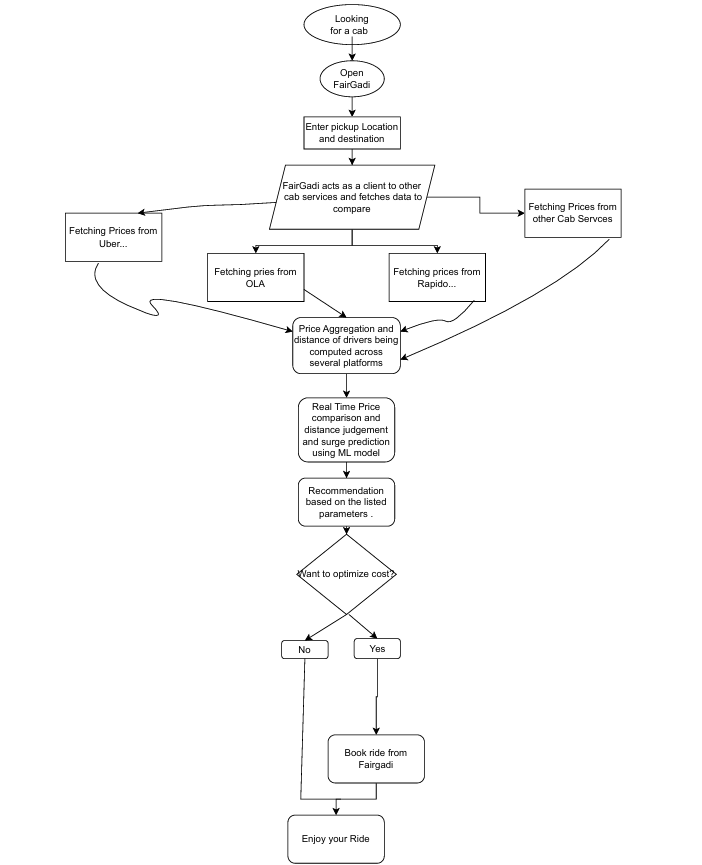 Looking
for a cab
Open
FairGadi
Enter pickup Location
and destination
FairGadi acts as a client to other
cab services and fetches data to
compare
Fetching Prices from
Uber...
Fetching pries from
OLA
Fetching prices from
Rapido...
Fetching Prices from
other Cab Servces
Price Aggregation and
distance of drivers being
computed across
several platforms
Real Time Price
comparison and
distance judgement
and surge prediction
using ML model
Recommendation
based on the listed
parameters .
Want to optimize cost?
No
Yes
Book ride from
Fairgadi
Enjoy your Ride